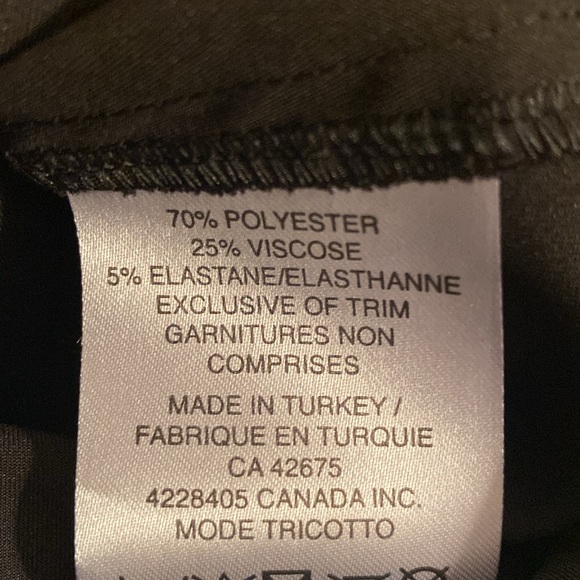 70% POLYESTER
25% VISCOSE
5% ELASTANE/ELASTHANNE
EXCLUSIVE OF TRIM
GARNITURES NON
COMPRISES
MADE IN TURKEY /
FABRIQUE EN TURQUIE
CA 42675
4228405 CANADA INC.
MODE TRICOTTO